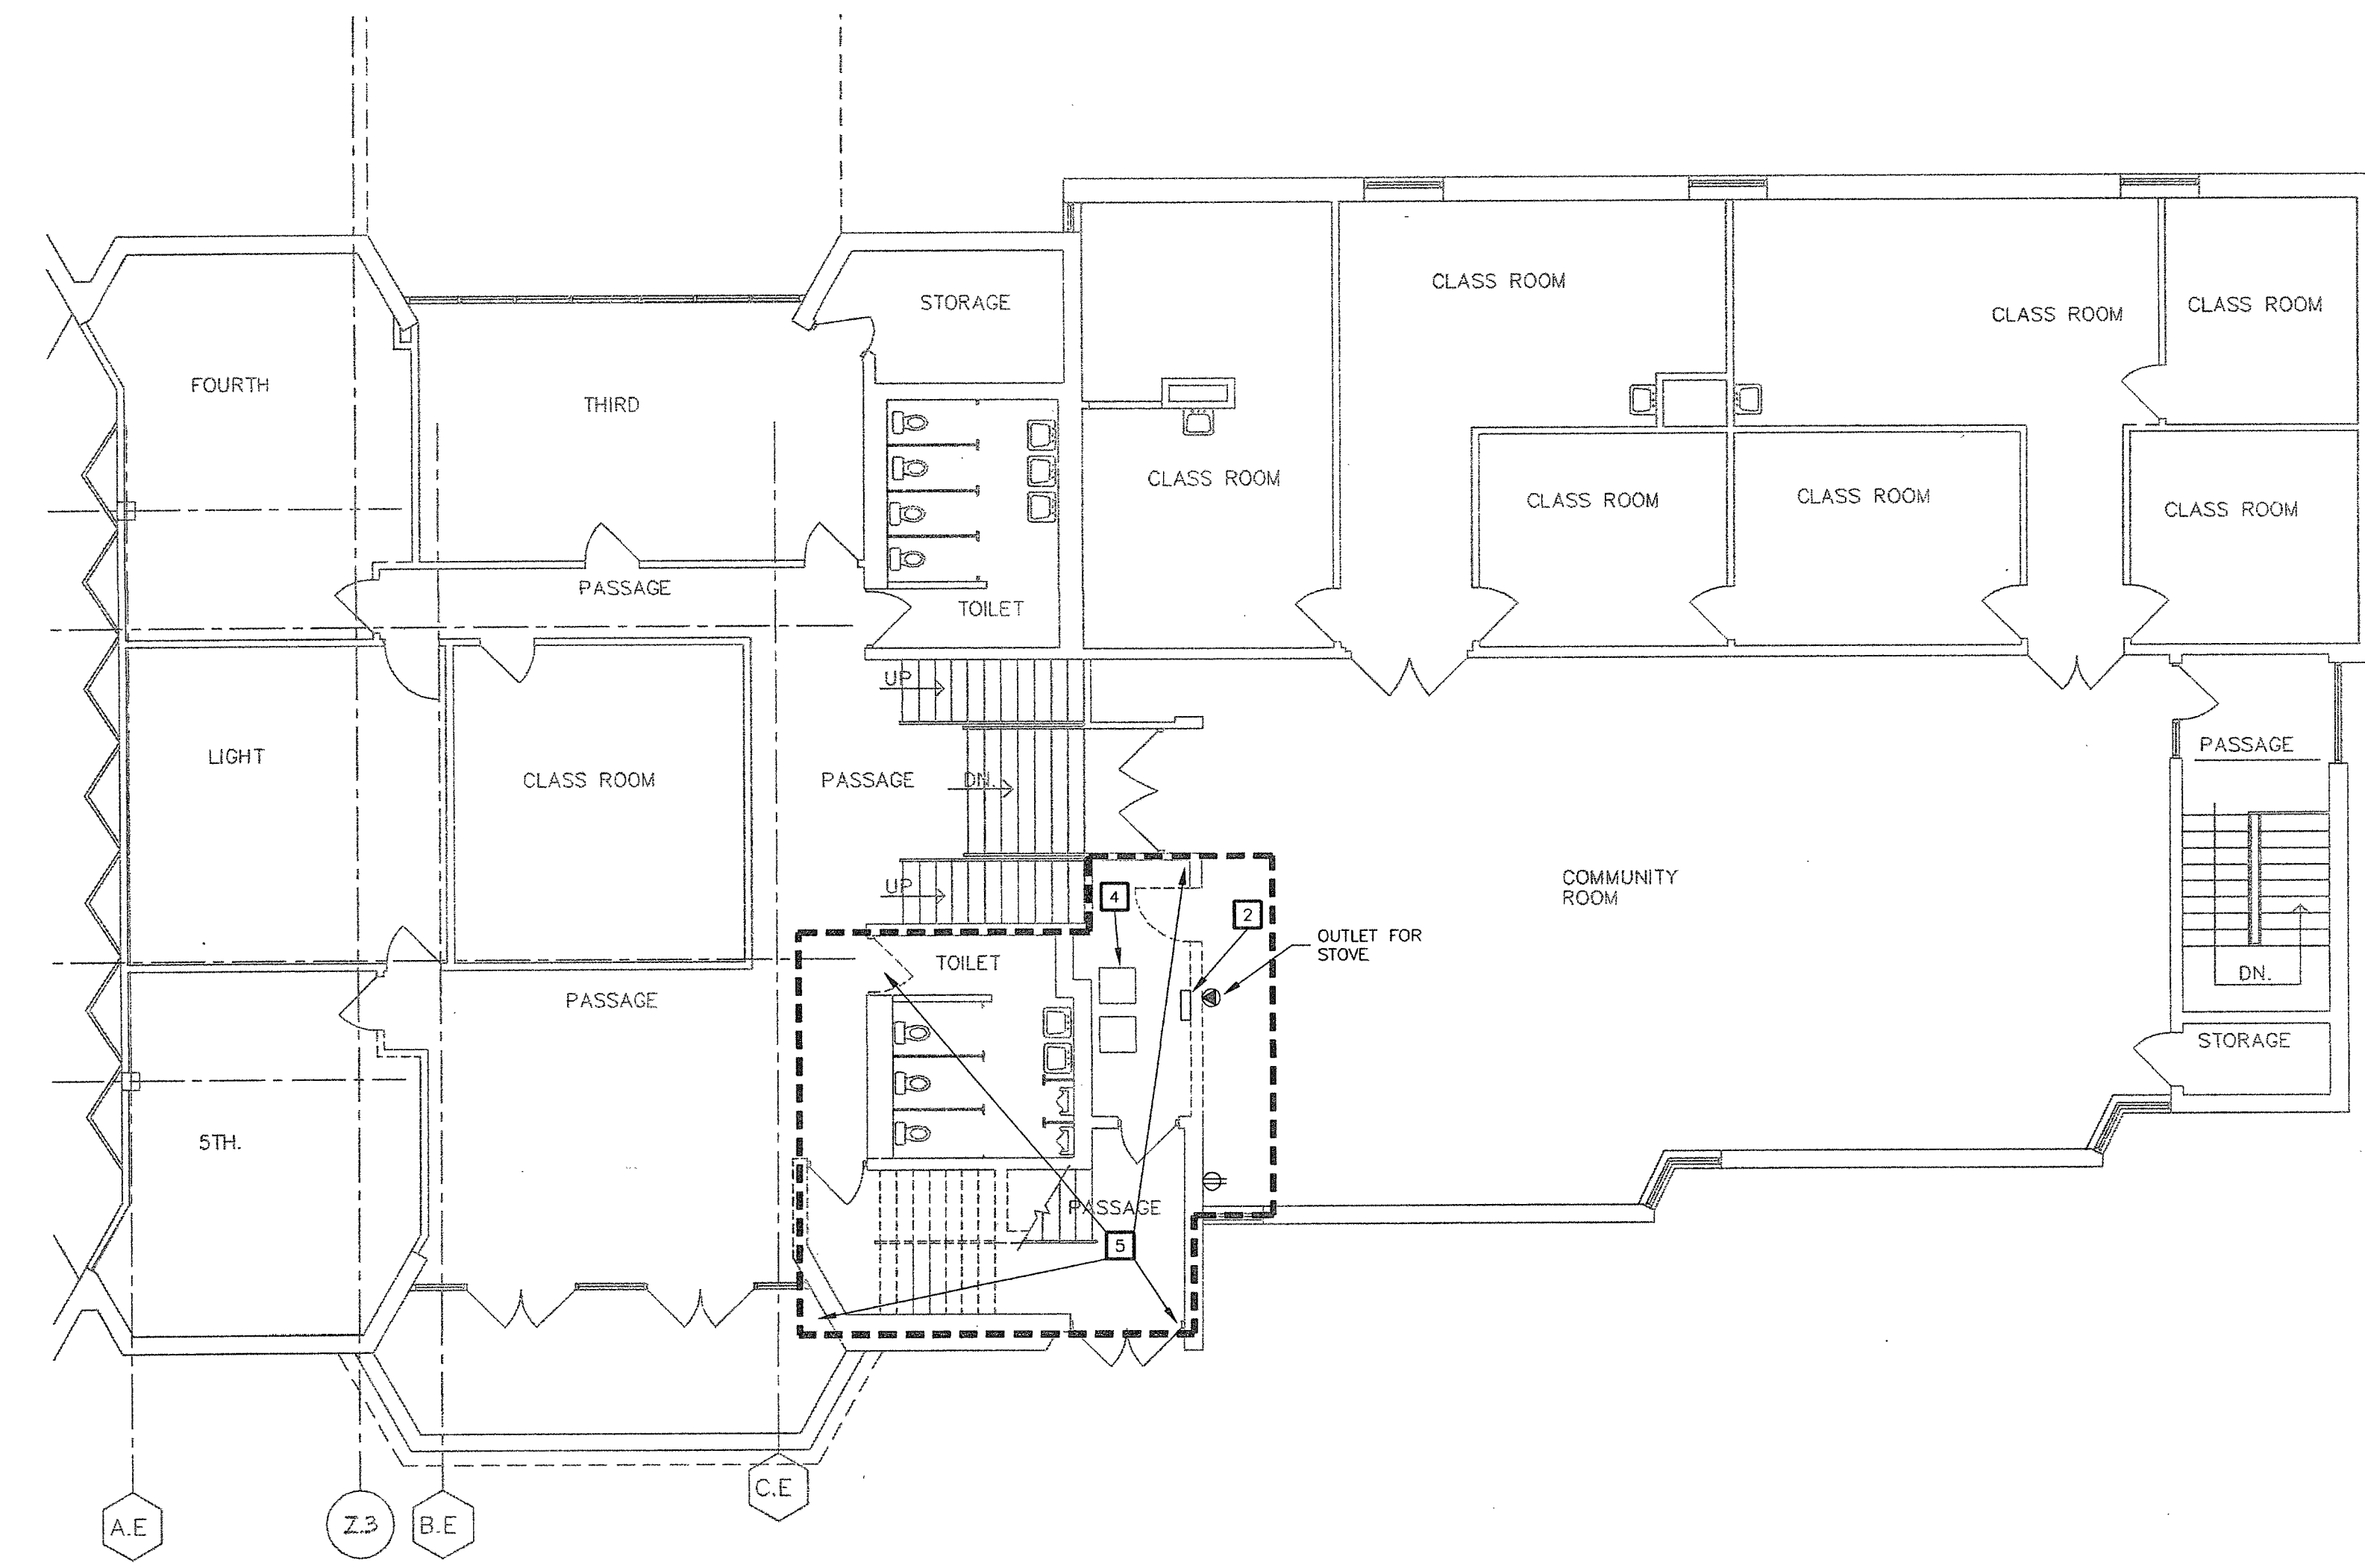 CLASS ROOM
STORAGE
CLASS ROOM
CLASS ROOM
FOURTH
THIRD
CLASS ROOM
CLASS ROOM
CLASS ROOM
CLASS ROOM
PASSAGE
TOILET
UP
LIGHT
CLASS ROOM
PASSAGE
DN.
PASSAGE
UP
4
2
COMMUNITY
ROOM
OUTLET FOR
STOVE
TOILET
DN.
PASSAGE
STORAGE
5TH.
PASSAGE
5
C.E
A.E
Z.3
B.E